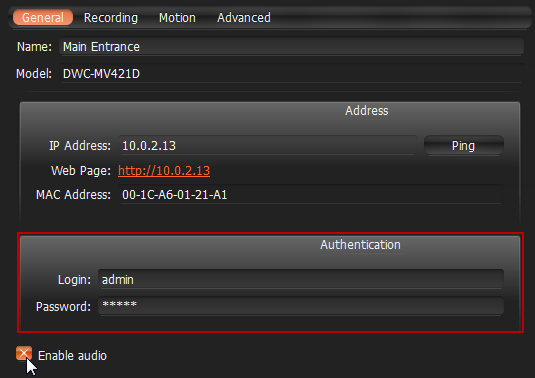 General Recording Motion Advanced
Name: Main Entrance
Model: DWC-MV421D
Address
IP Address: 10.0.2.13 Ping
Web Page: http://10.0.2.13
MAC Address: 00-1C-A6-01-21-A1
Authentication
Login: admin
Password: *****
Enable audio